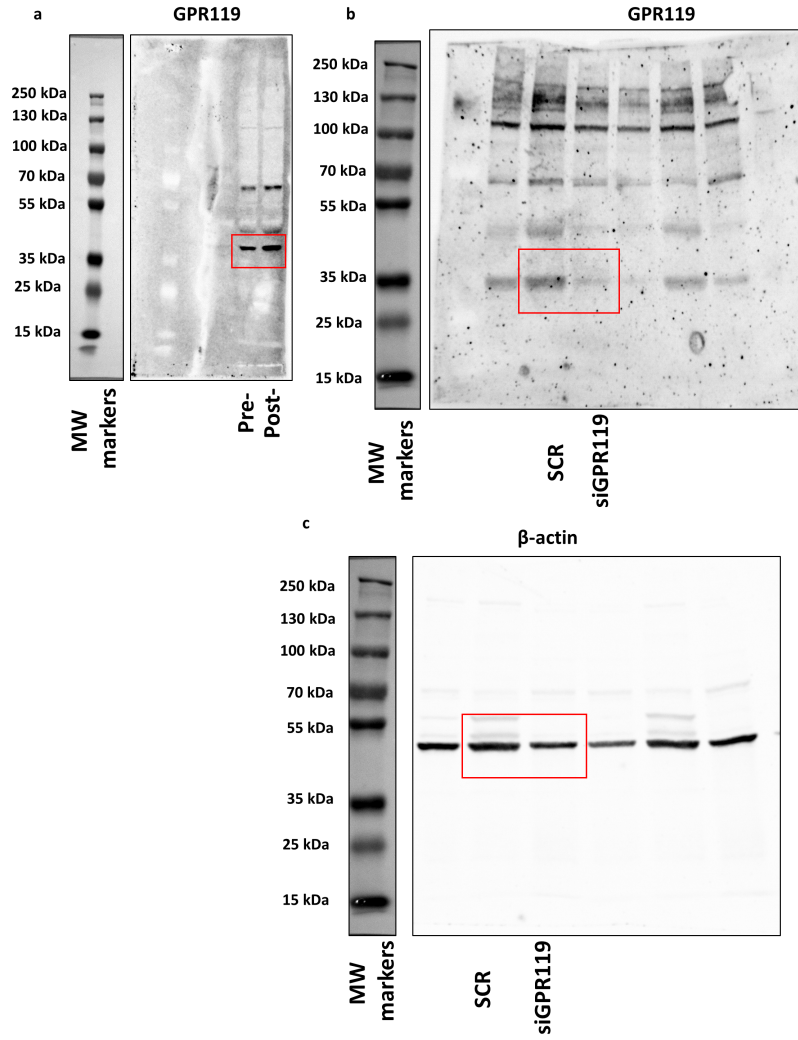 a
GPR119
250 kDa
130 kDa
100 kDa
70 kDa
55 kDa
35 kDa
25 kDa
15 kDa
MW
markers
Pre-
Post-
b
GPR119
250 kDa
130 kDa
100 kDa
70 kDa
55 kDa
35 kDa
25 kDa
15 kDa
MW
markers
SCR
siGPR119
c
β-actin
250 kDa
130 kDa
100 kDa
70 kDa
55 kDa
35 kDa
25 kDa
15 kDa
MW
markers
SCR
siGPR119